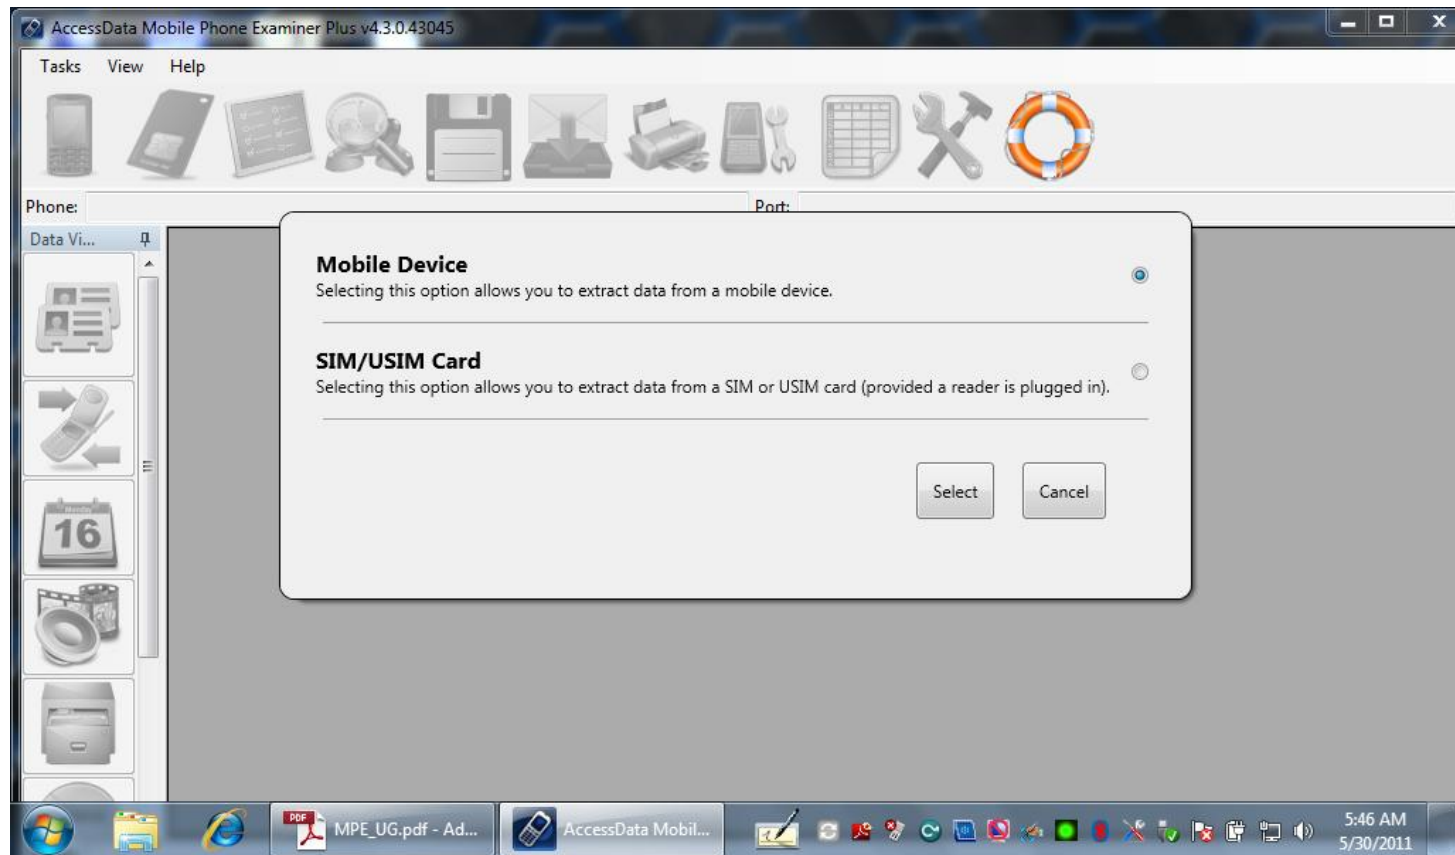 AccessData Mobile Phone Examiner Plus v4.3.0.43045
Tasks View Help
Phone:
Port:
Data Vi...
Mobile Device
Selecting this option allows you to extract data from a mobile device.
SIM/USIM Card
Selecting this option allows you to extract data from a SIM or USIM card (provided a reader is plugged in).
Select Cancel
16
PDF
MPE_UG.pdf - Ad...
AccessData Mobil...
5:46 AM
5/30/2011